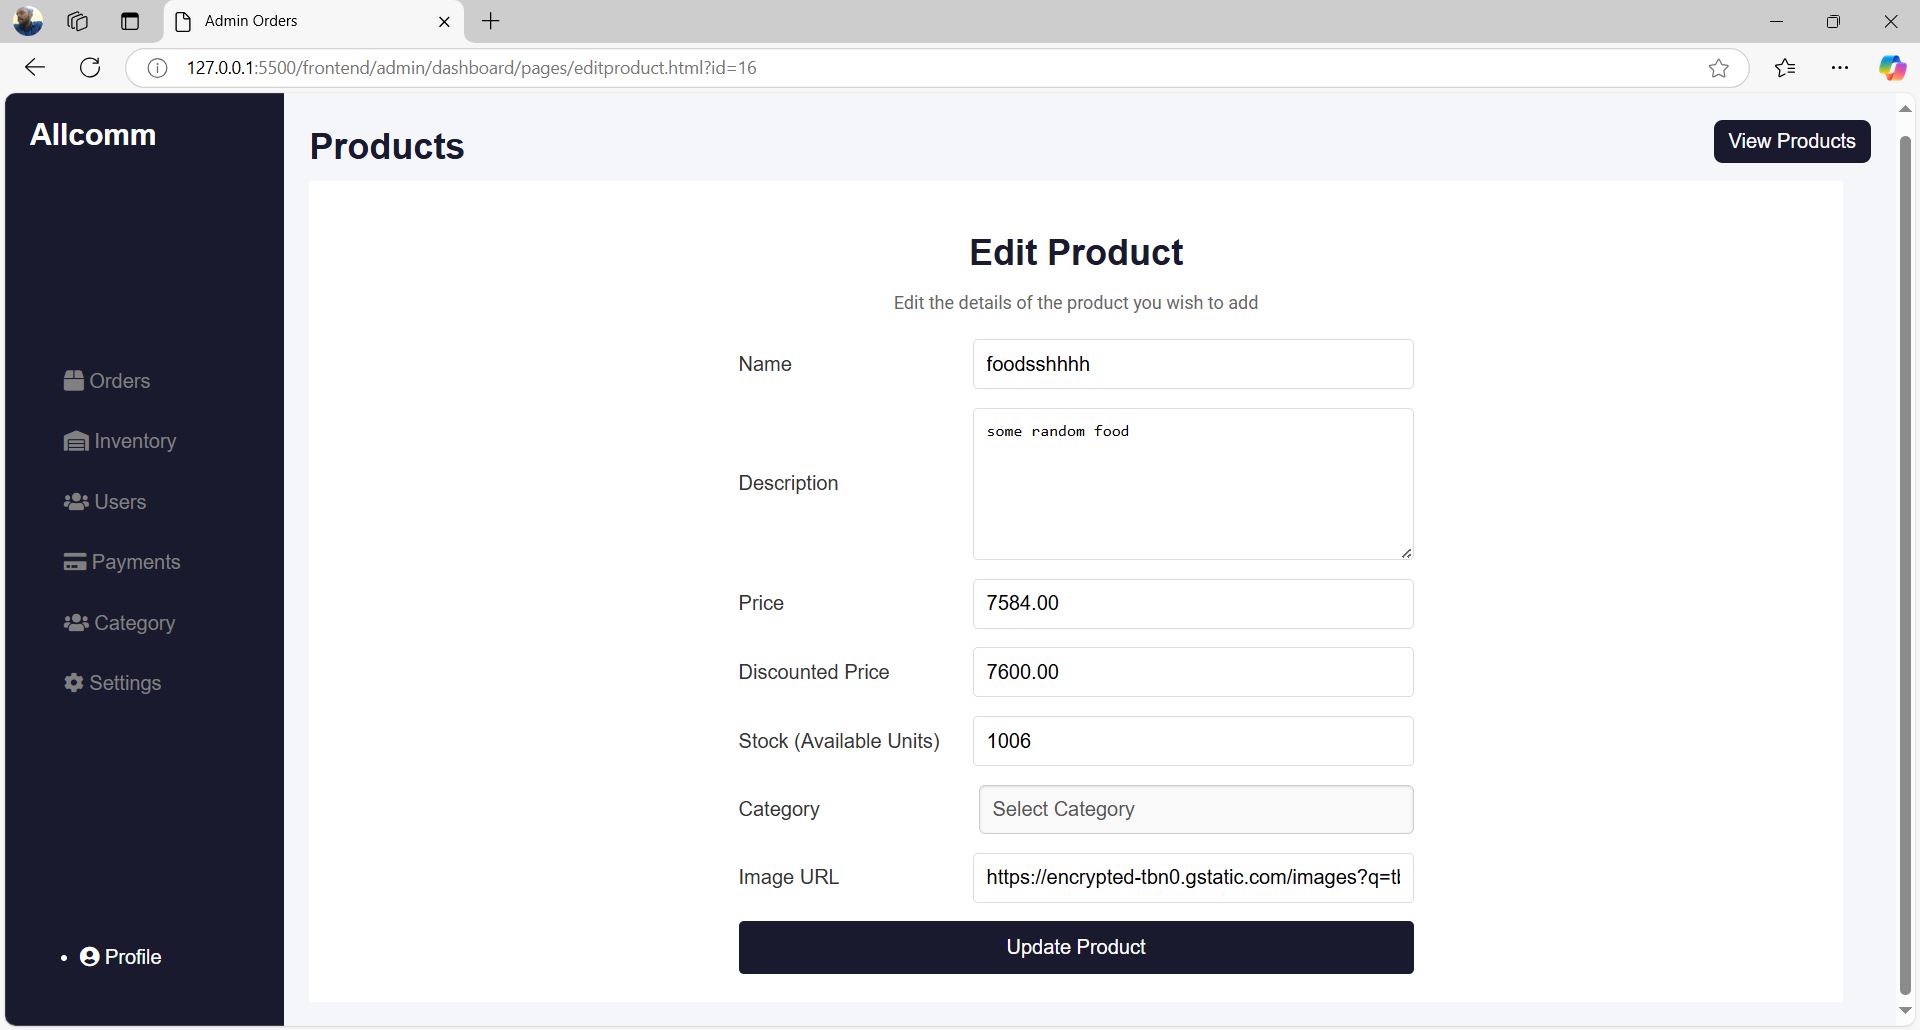 Admin Orders
127.0.0.1:5500/frontend/admin/dashboard/pages/editproduct.html?id=16
Allcomm
Products
View Products
Orders
Inventory
Users
Payments
Category
Settings
Profile
Edit Product
Edit the details of the product you wish to add
Name
foodsshhhh
Description
some random food
Price
7584.00
Discounted Price
7600.00
Stock (Available Units)
1006
Category
Select Category
Image URL
https://encrypted-tbn0.gstatic.com/images?q=t
Update Product